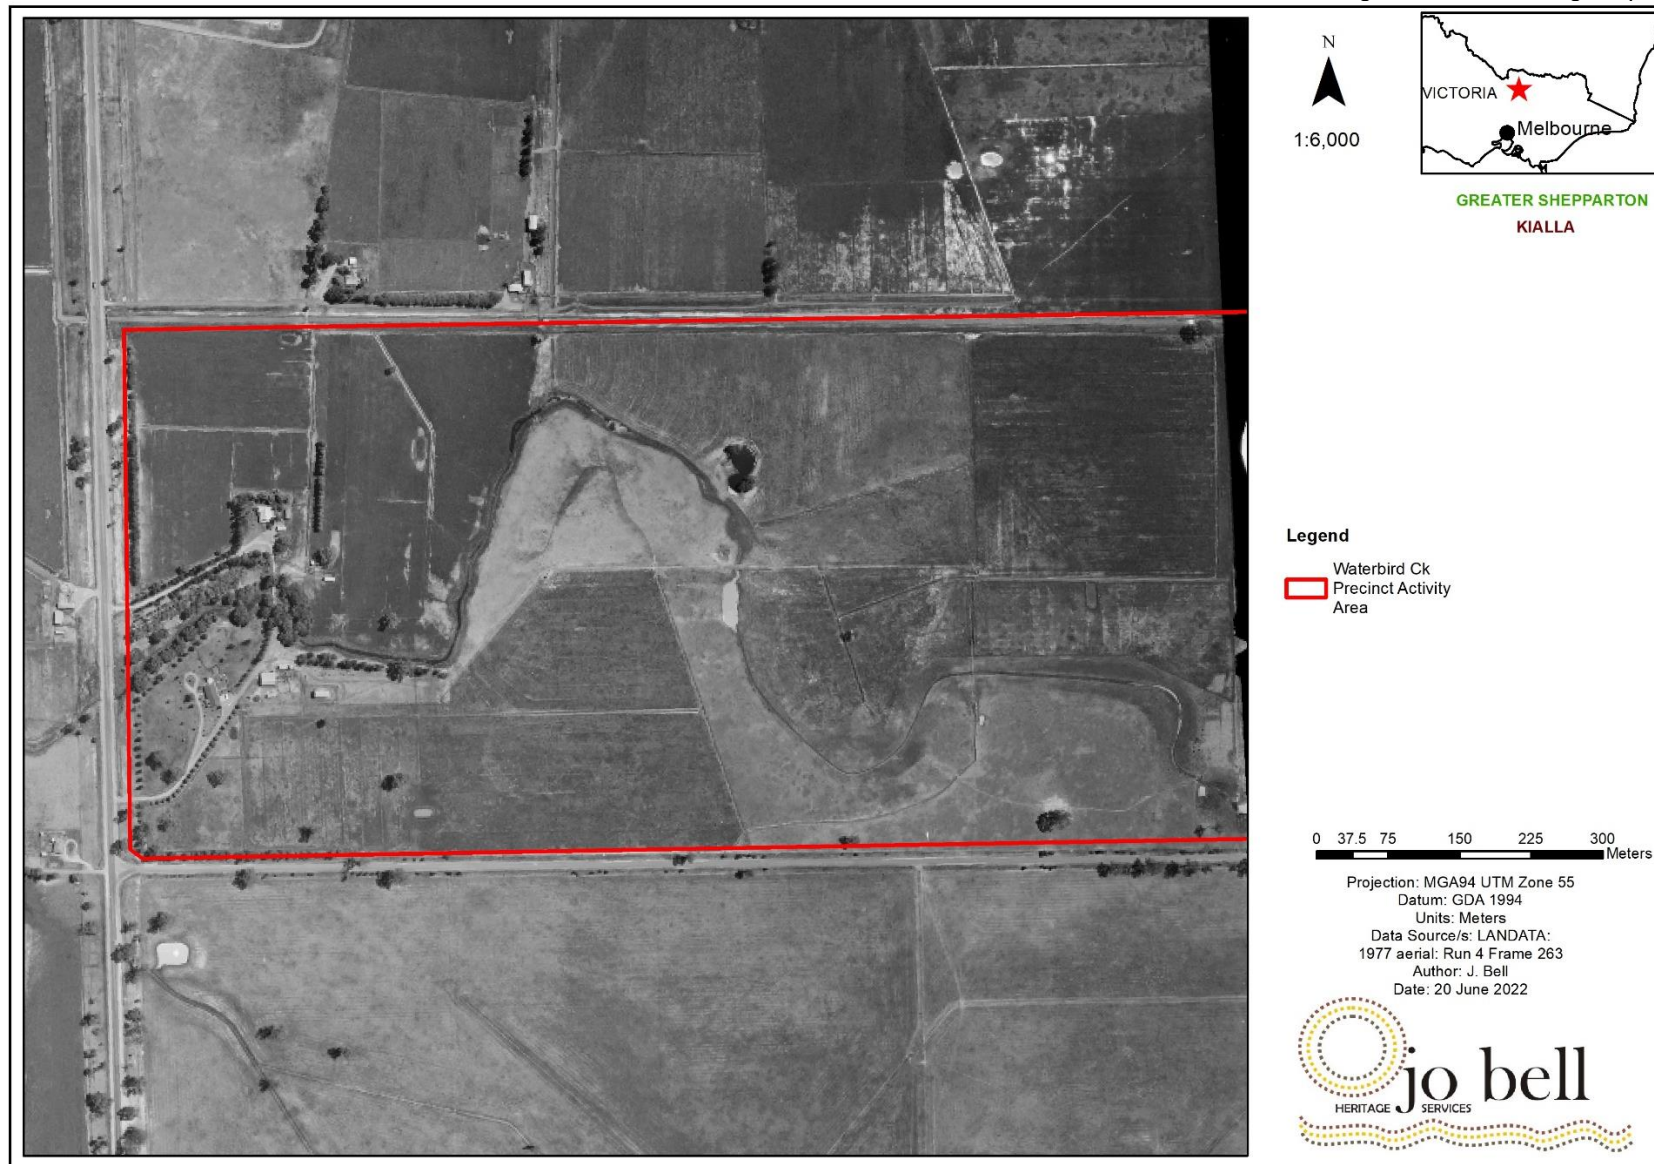 N
1:6,000
VICTORIA
Melbourne
GREATER SHEPPARTON
KIALLA
Legend
Waterbird Ck
Precinct Activity
Area
0 37.5 75 150 225 300
Meters
Projection: MGA94 UTM Zone 55
Datum: GDA 1994
Units: Meters
Data Source/s: LANDATA:
1977 aerial: Run 4 Frame 263
Author: J. Bell
Date: 20 June 2022
jo bell
HERITAGE SERVICES